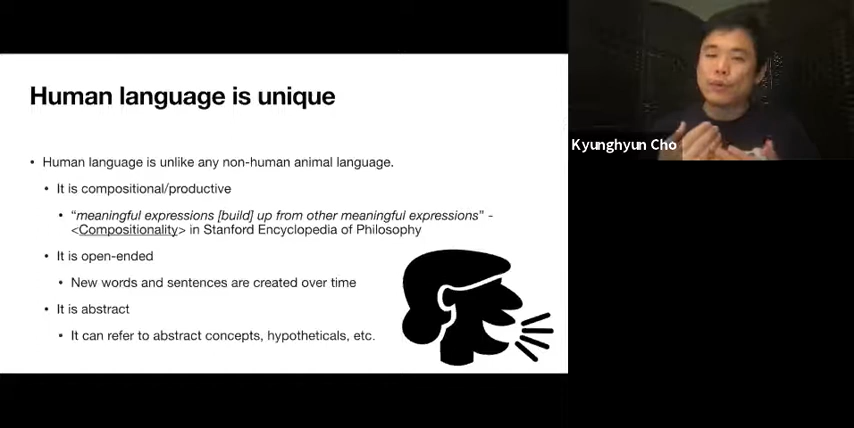 Human language is unique
• Human language is unlike any non-human animal language.
• It is compositional/productive
• “meaningful expressions [build] up from other meaningful expressions” -
<Compositionality> in Stanford Encyclopedia of Philosophy
• It is open-ended
• New words and sentences are created over time
• It is abstract
• It can refer to abstract concepts, hypotheticals, etc.
Kyunghyun Cho